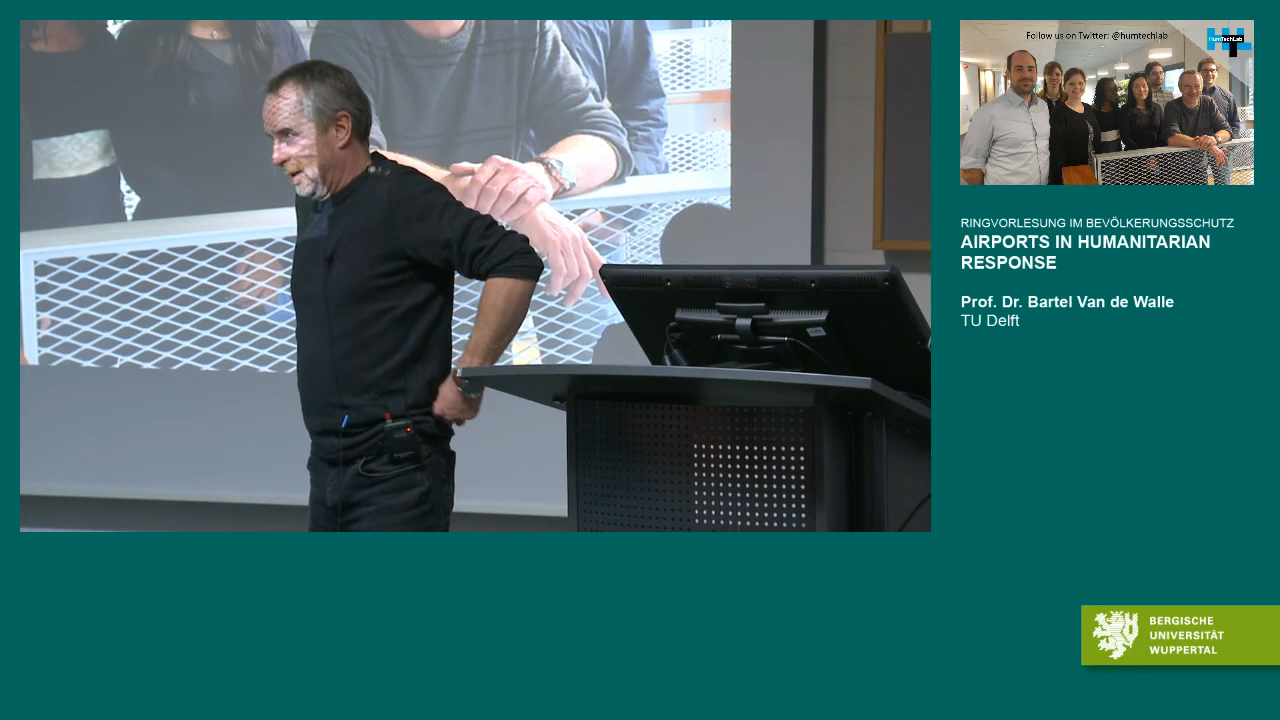 Follow us on Twitter: @humtechlab
HumTechLab
RINGVORLESUNG IM BEVÖLKERUNGSSCHUTZ
AIRPORTS IN HUMANITARIAN
RESPONSE
Prof. Dr. Bartel Van de Walle
TU Delft
BERGISCHE
UNIVERSITÄT
WUPPERTAL